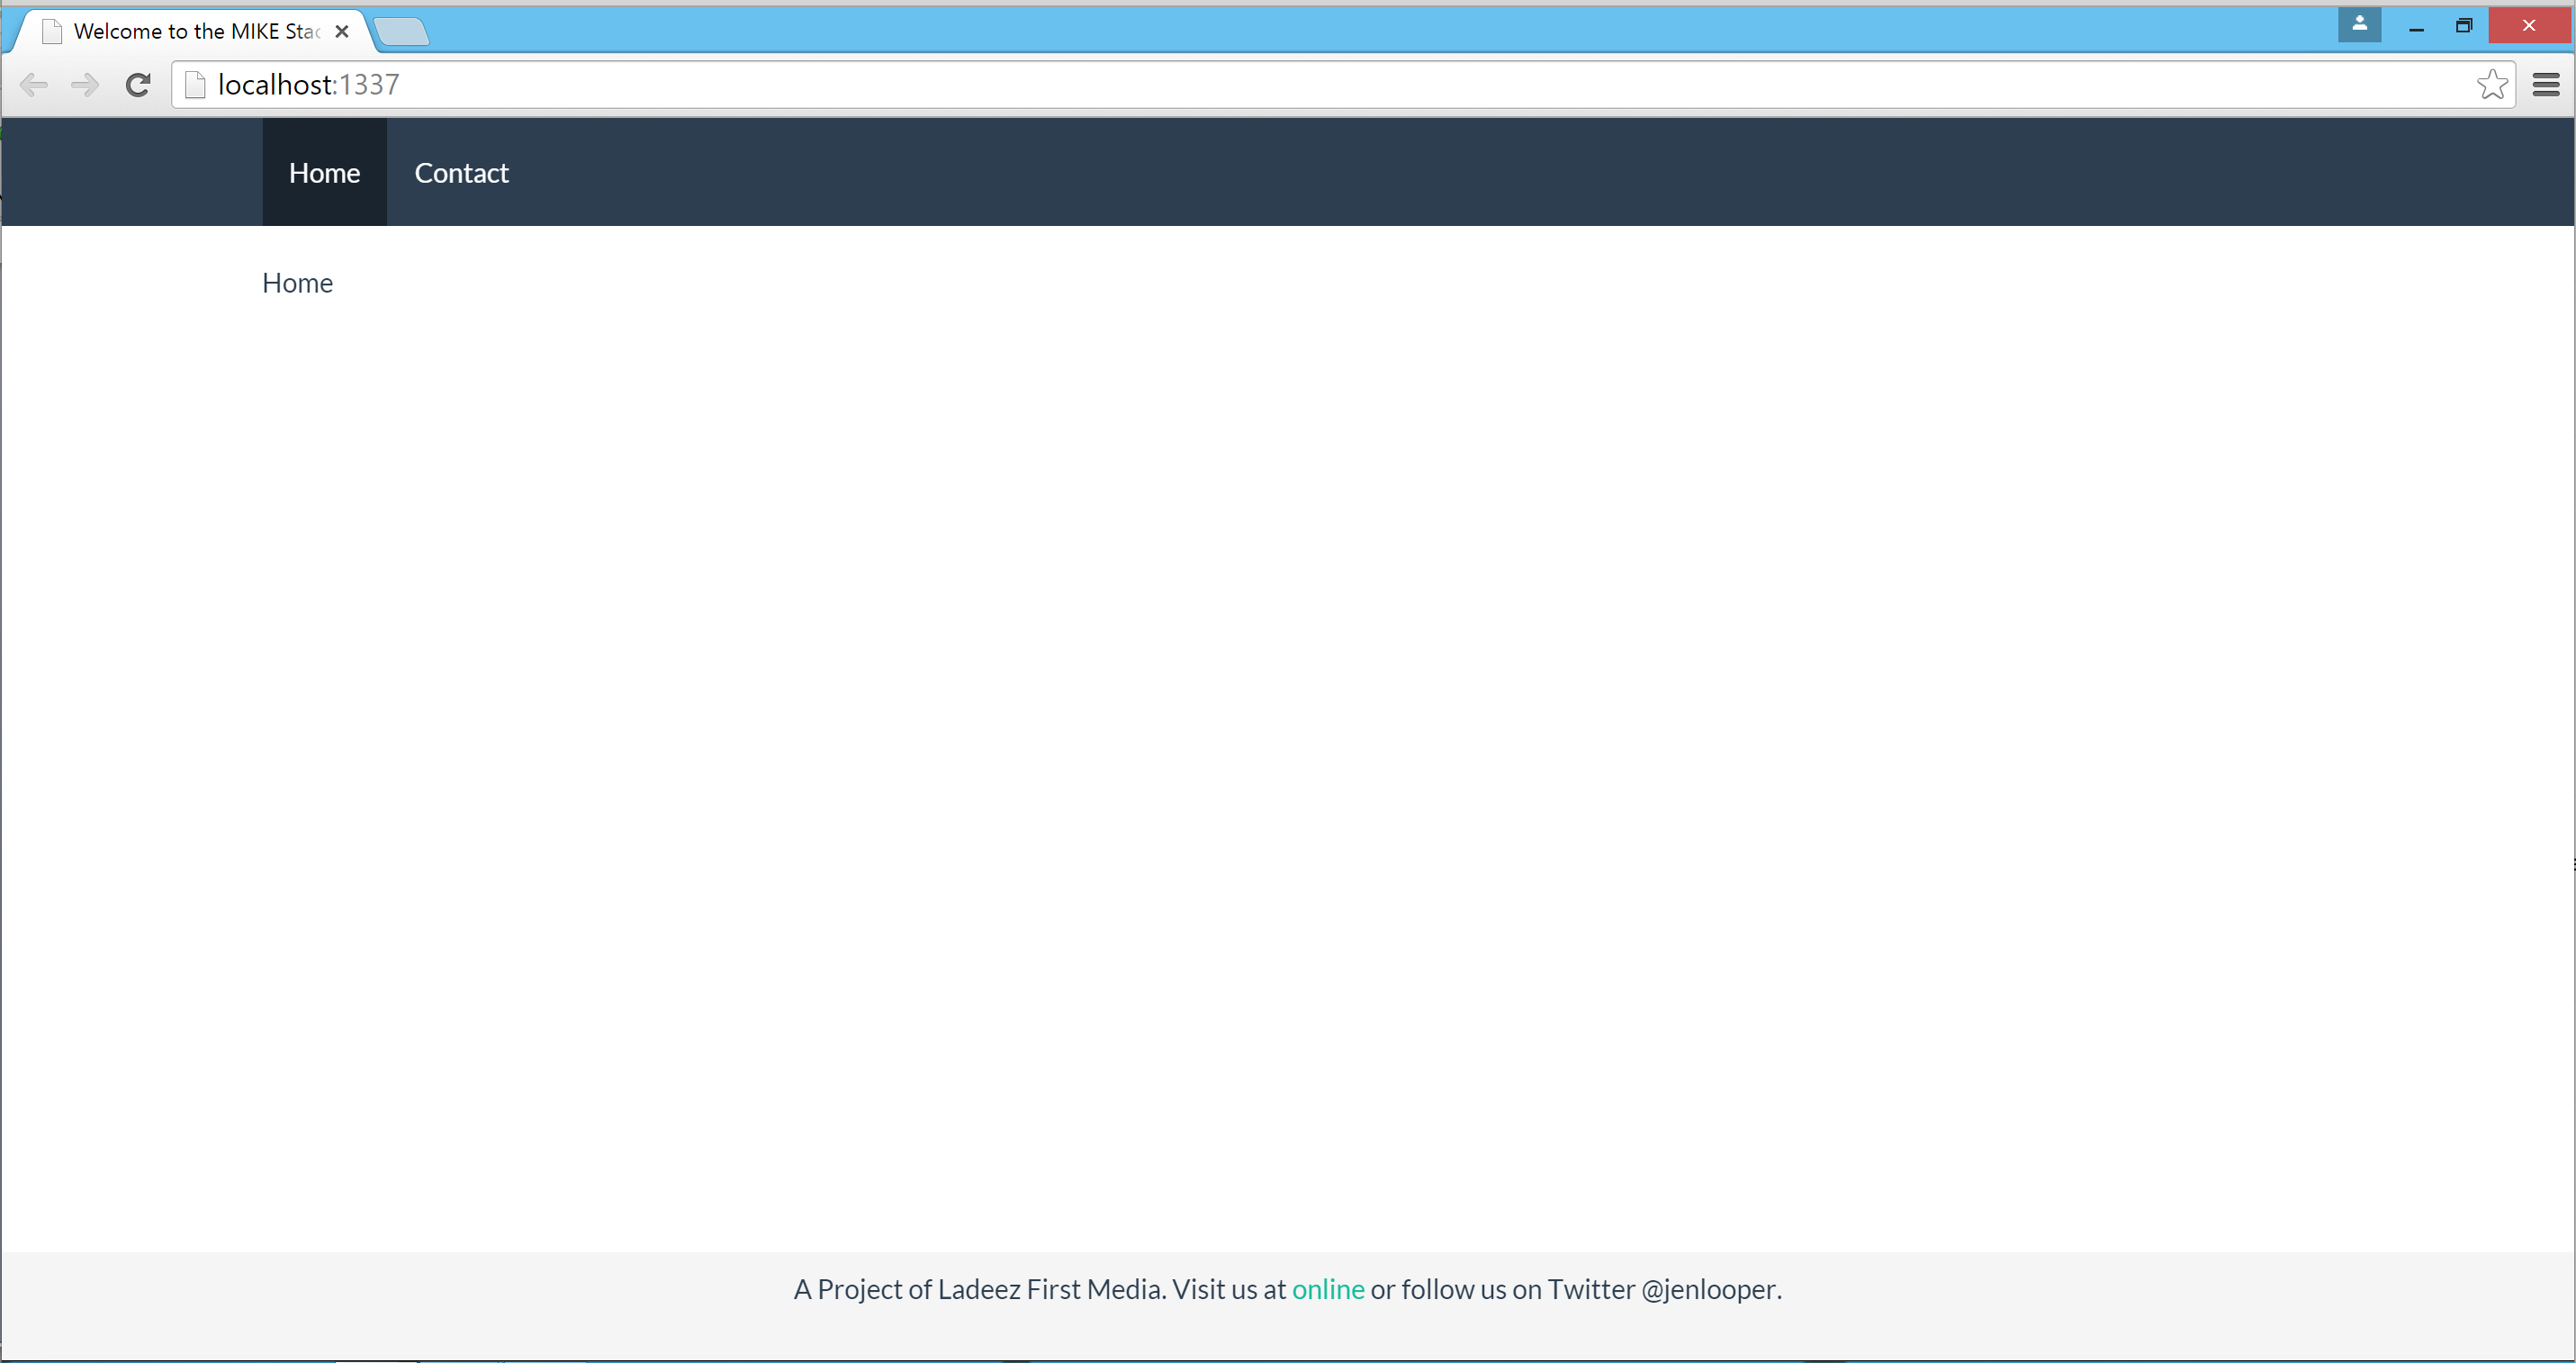 Welcome to the MIKE Stac
localhost:1337
Home Contact
Home
A Project of Ladeez First Media. Visit us at online or follow us on Twitter @jenlooper.